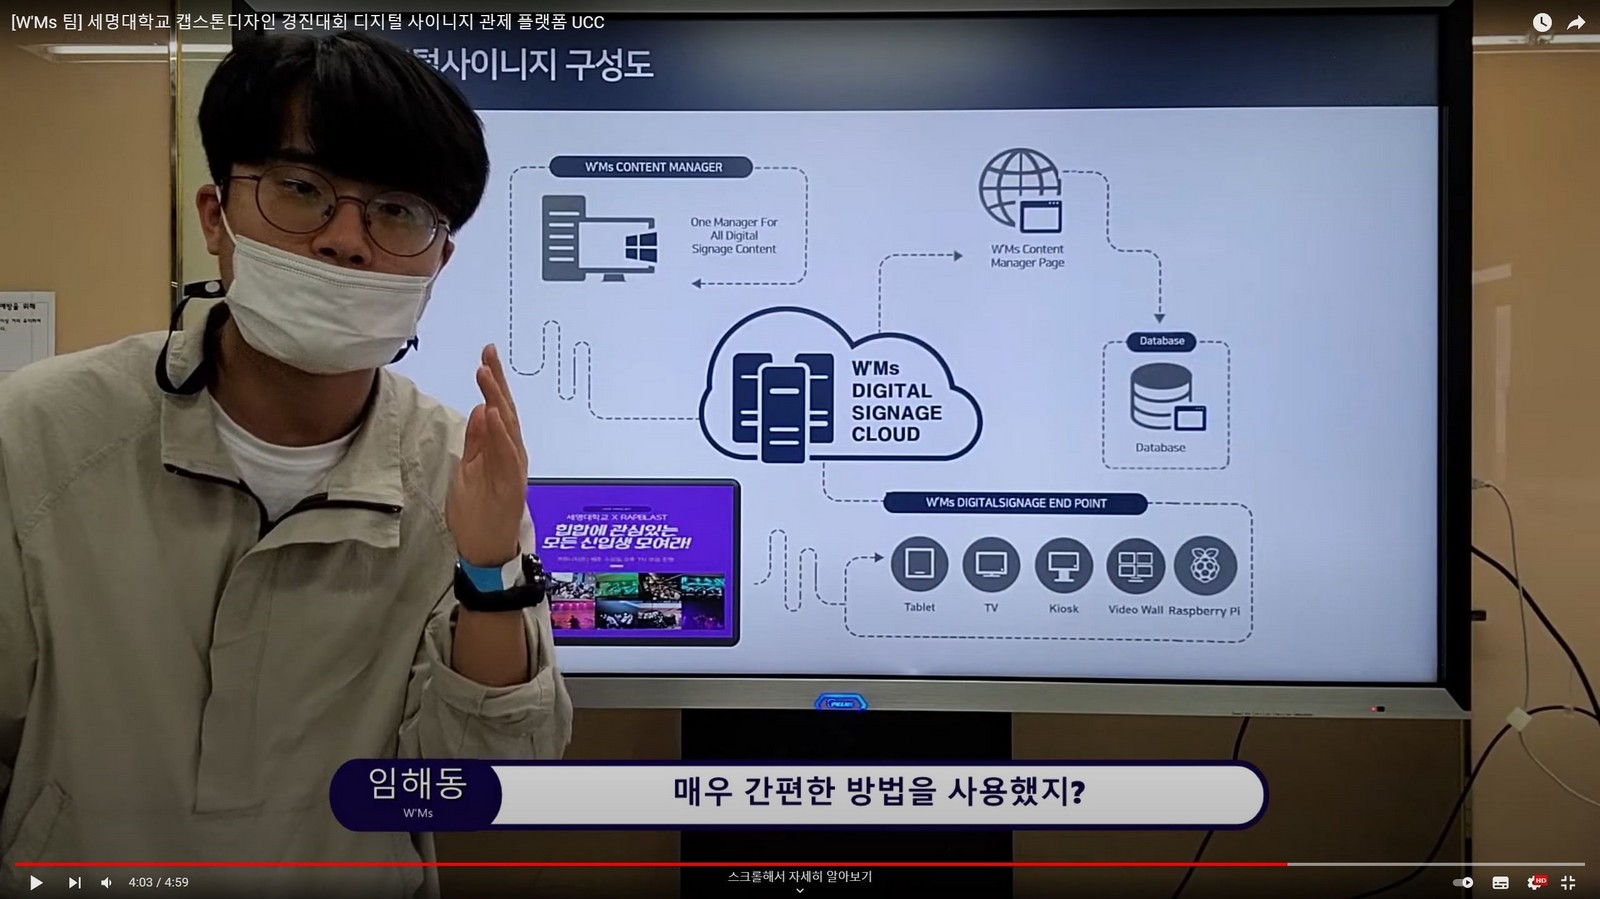 [W'Ms 팀] 세명대학교 캡스톤디자인 경진대회 디지털 사이니지 관제 플랫폼 UCC
털사이니지 구성도
W'Ms CONTENT MANAGER
One Manager For
All Digital
Signage Content
W'Ms Content
Manager Page
Database
Database
W'Ms
DIGITAL
SIGNAGE
CLOUD
W'Ms DIGITALSIGNAGE END POINT
Tablet
TV
Kiosk
Video Wall
Raspberry Pi
세명대학교 X RAPBLAST
힙합에 관심있는
모든 신입생 모여라!
임해동
W'Ms
매우 간편한 방법을 사용했지?
4:03 / 4:59
스크롤해서 자세히 알아보기
HD